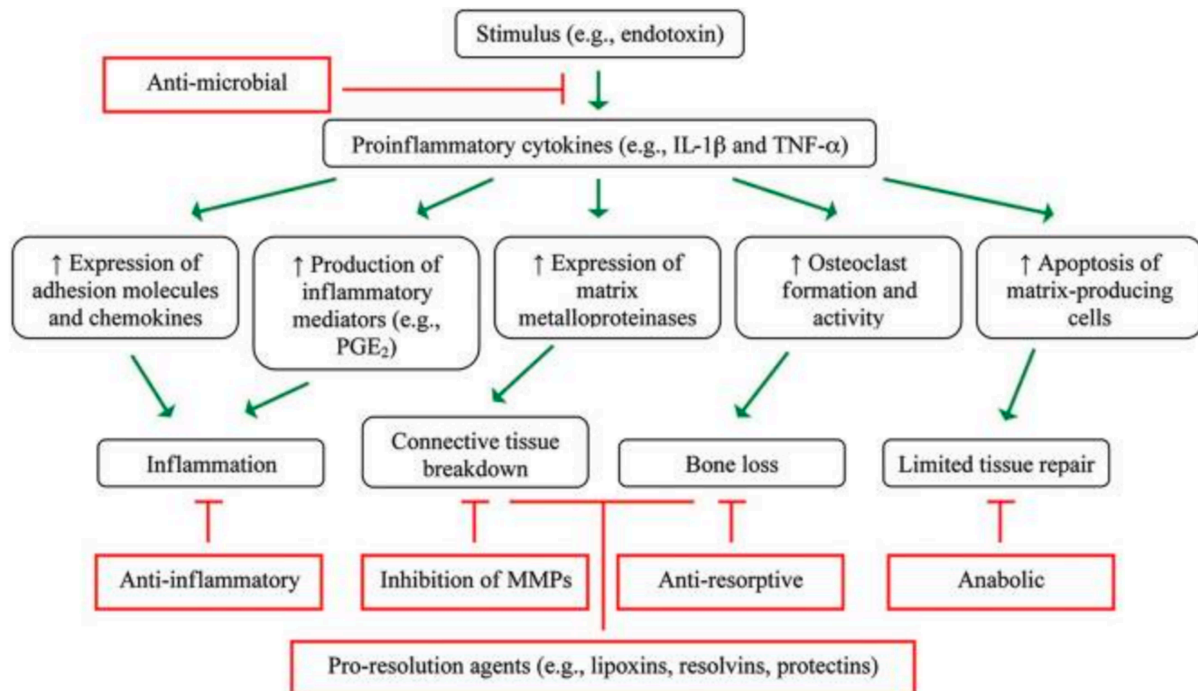 Stimulus (e.g., endotoxin)
Anti-microbial
Proinflammatory cytokines (e.g., IL-1β and TNF-α)
↑ Expression of
adhesion molecules
and chemokines
↑ Production of
inflammatory
mediators (e.g.,
PGE₂)
↑ Expression of
matrix
metalloproteinases
↑ Osteoclast
formation and
activity
↑ Apoptosis of
matrix-producing
cells
Inflammation
Connective tissue
breakdown
Bone loss
Limited tissue repair
Anti-inflammatory
Inhibition of MMPs
Anti-resorptive
Anabolic
Pro-resolution agents (e.g., lipoxins, resolvins, protectins)